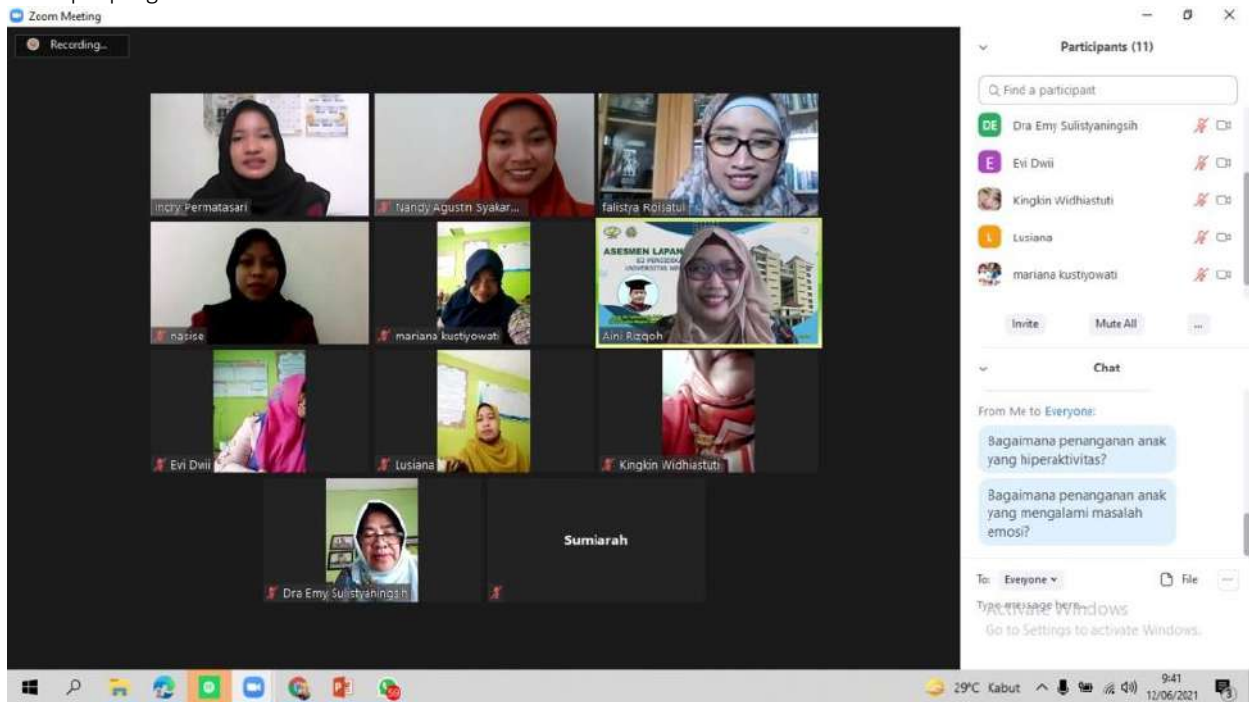 Zoom Meeting
Recording...
Participants (11)
Find a participant
DE Dra Emy Sulistyaningsih
E Evi Dwii
Kingkin Widhiastuti
L Lusiana
mariana kustiyowati
Invite Mute All ...
Chat
From Me to Everyone:
Bagaimana penanganan anak
yang hiperaktivitas?
Bagaimana penanganan anak
yang mengalami masalah
emosi?
To: Everyone File ...
Type message here...
Activate Windows
Go to Settings to activate Windows.
Incry Permatasari
Nandy Agustin Syakar...
falistya Roisatul
nasise
mariana kustiyowati
ASESMEN LAPAN
Aini Rizqoh
Evi Dwii
Lusiana
Kingkin Widhiastuti
Dra Emy Sulistyaningsih
Sumiarah
29°C Kabut
9:41
12/06/2021